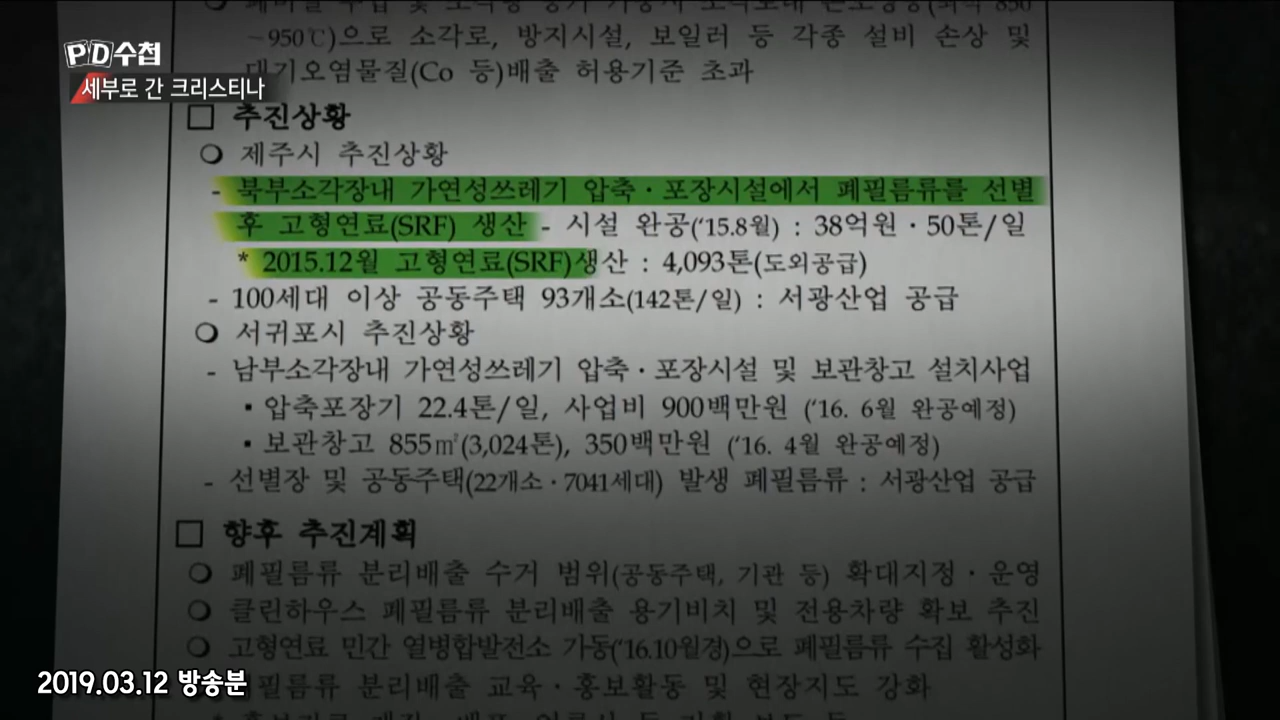 PD수첩
세부로 간 크리스티나
~950℃)으로 소각로, 방지시설, 보일러 등 각종 설비 손상 및
대기오염물질(Co 등)배출 허용기준 초과
□ 추진상황
❍ 제주시 추진상황
- 북부소각장내 가연성쓰레기 압축·포장시설에서 폐필름류를 선별
후 고형연료(SRF) 생산 - 시설 완공('15.8월) : 38억원·50톤/일
* 2015.12월 고형연료(SRF)생산 : 4,093톤(도외공급)
- 100세대 이상 공동주택 93개소(142톤/일) : 서광산업 공급
❍ 서귀포시 추진상황
- 남부소각장내 가연성쓰레기 압축·포장시설 및 보관창고 설치사업
▪ 압축포장기 22.4톤/일, 사업비 900백만원 ('16. 6월 완공예정)
▪ 보관창고 855㎡(3,024톤), 350백만원 ('16. 4월 완공예정)
- 선별장 및 공동주택(22개소·7041세대) 발생 폐필름류 : 서광산업 공급
□ 향후 추진계획
❍ 폐필름류 분리배출 수거 범위(공동주택, 기관 등) 확대지정·운영
❍ 클린하우스 폐필름류 분리배출 용기비치 및 전용차량 확보 추진
❍ 고형연료 민간 열병합발전소 가동('16.10월경)으로 폐필름류 수집 활성화
필름류 분리배출 교육·홍보활동 및 현장지도 강화
2019.03.12 방송분